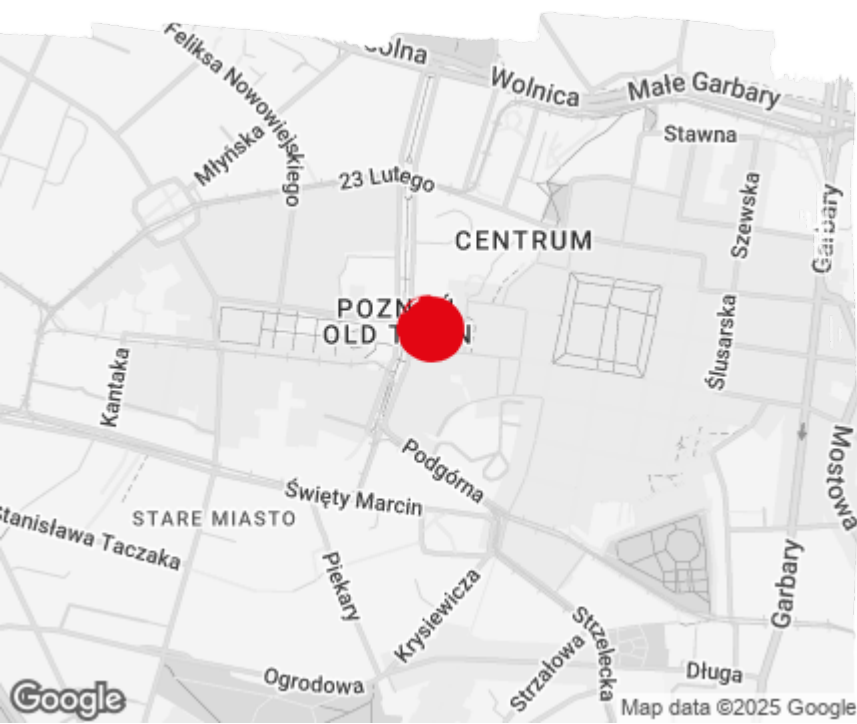 Feliksa Nowowiejskiego
Wolnica
Małe Garbary
Stawna
Młyńska
23 Lutego
Szewska
Garbary
CENTRUM
OLD
Ślusarska
Kantaka
Podgórna
Mostowa
Święty Marcin
STARE MIASTO
Stanisława Taczaka
Piekary
Krysiewicza
Garbary
Strzelecka
Strzałowa
Ogrodowa
Długa
Google
Map data ©2025 Google